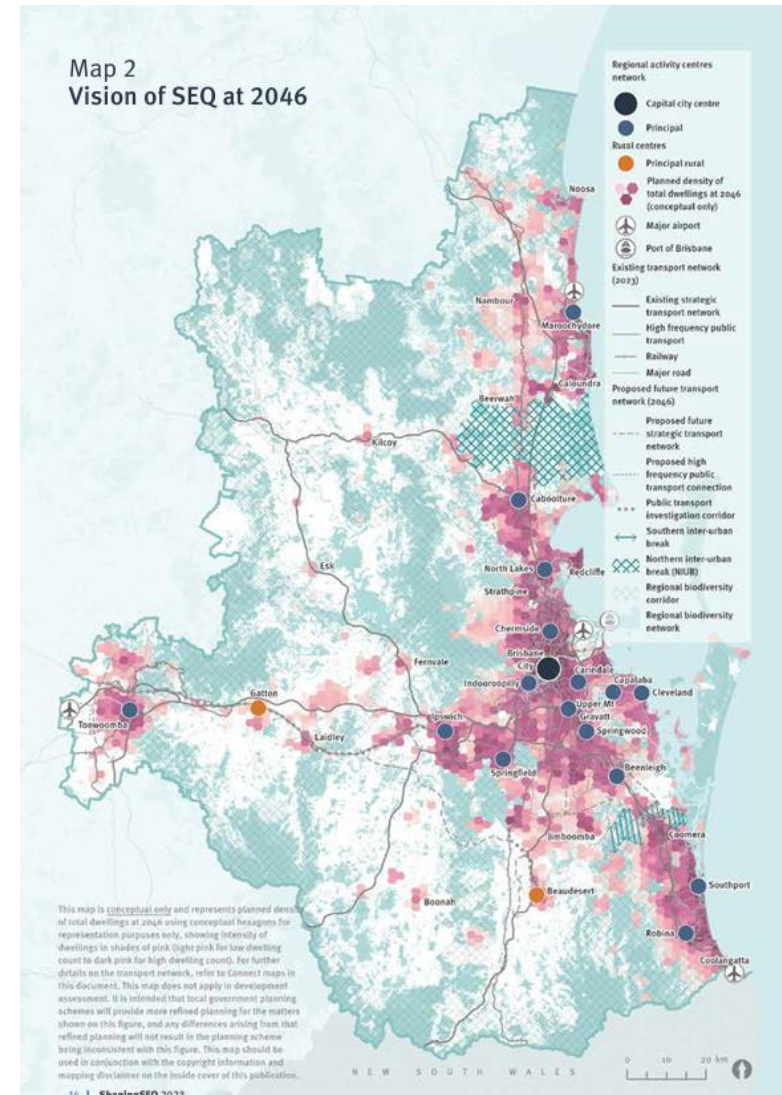 Map 2
Vision of SEQ at 2046
Regional activity centres
network
Capital city centre
Principal
Rural centres
Principal rural
Planned density of
total dwellings at 2046
(conceptual only)
Major airport
Port of Brisbane
Existing transport network
(2023)
Existing strategic
transport network
High frequency public
transport
Railway
Major road
Proposed future transport
network (2046)
Proposed future
strategic transport
network
Proposed high
frequency public
transport connection
Public transport
investigation corridor
Southern inter-urban
break
Northern inter-urban
break (NIUB)
Regional biodiversity
corridor
Regional biodiversity
network
Noosa
Nambour
Maroochydore
Caloundra
Beerwah
Kilcoy
Caboolture
North Lakes
Redcliffe
Esk
Strathpine
Chermside
Brisbane
City
Fernvale
Indooroopilly
Carindale
Capalaba
Cleveland
Gatton
Upper Mt
Gravatt
Toowoomba
Ipswich
Springwood
Laidley
Springfield
Beenleigh
Jimboomba
Coomera
Beaudesert
Southport
Boonah
Robina
Coolangatta
This map is conceptual only and represents planned density
of total dwellings at 2046 using conceptual hexagons for
representation purposes only, showing intensity of
dwellings in shades of pink (light pink for low dwelling
count to dark pink for high dwelling count). For further
details on the transport network, refer to Connect maps in
this document. This map does not apply in development
assessment. It is intended that local government planning
schemes will provide more refined planning for the matters
shown on this figure, and any differences arising from that
refined planning will not result in the planning scheme
being inconsistent with this figure. This map should be
used in conjunction with the copyright information and
mapping disclaimer on the inside cover of this publication.
NEW SOUTH WALES
0 10 20 km
ShapingSEQ 2023